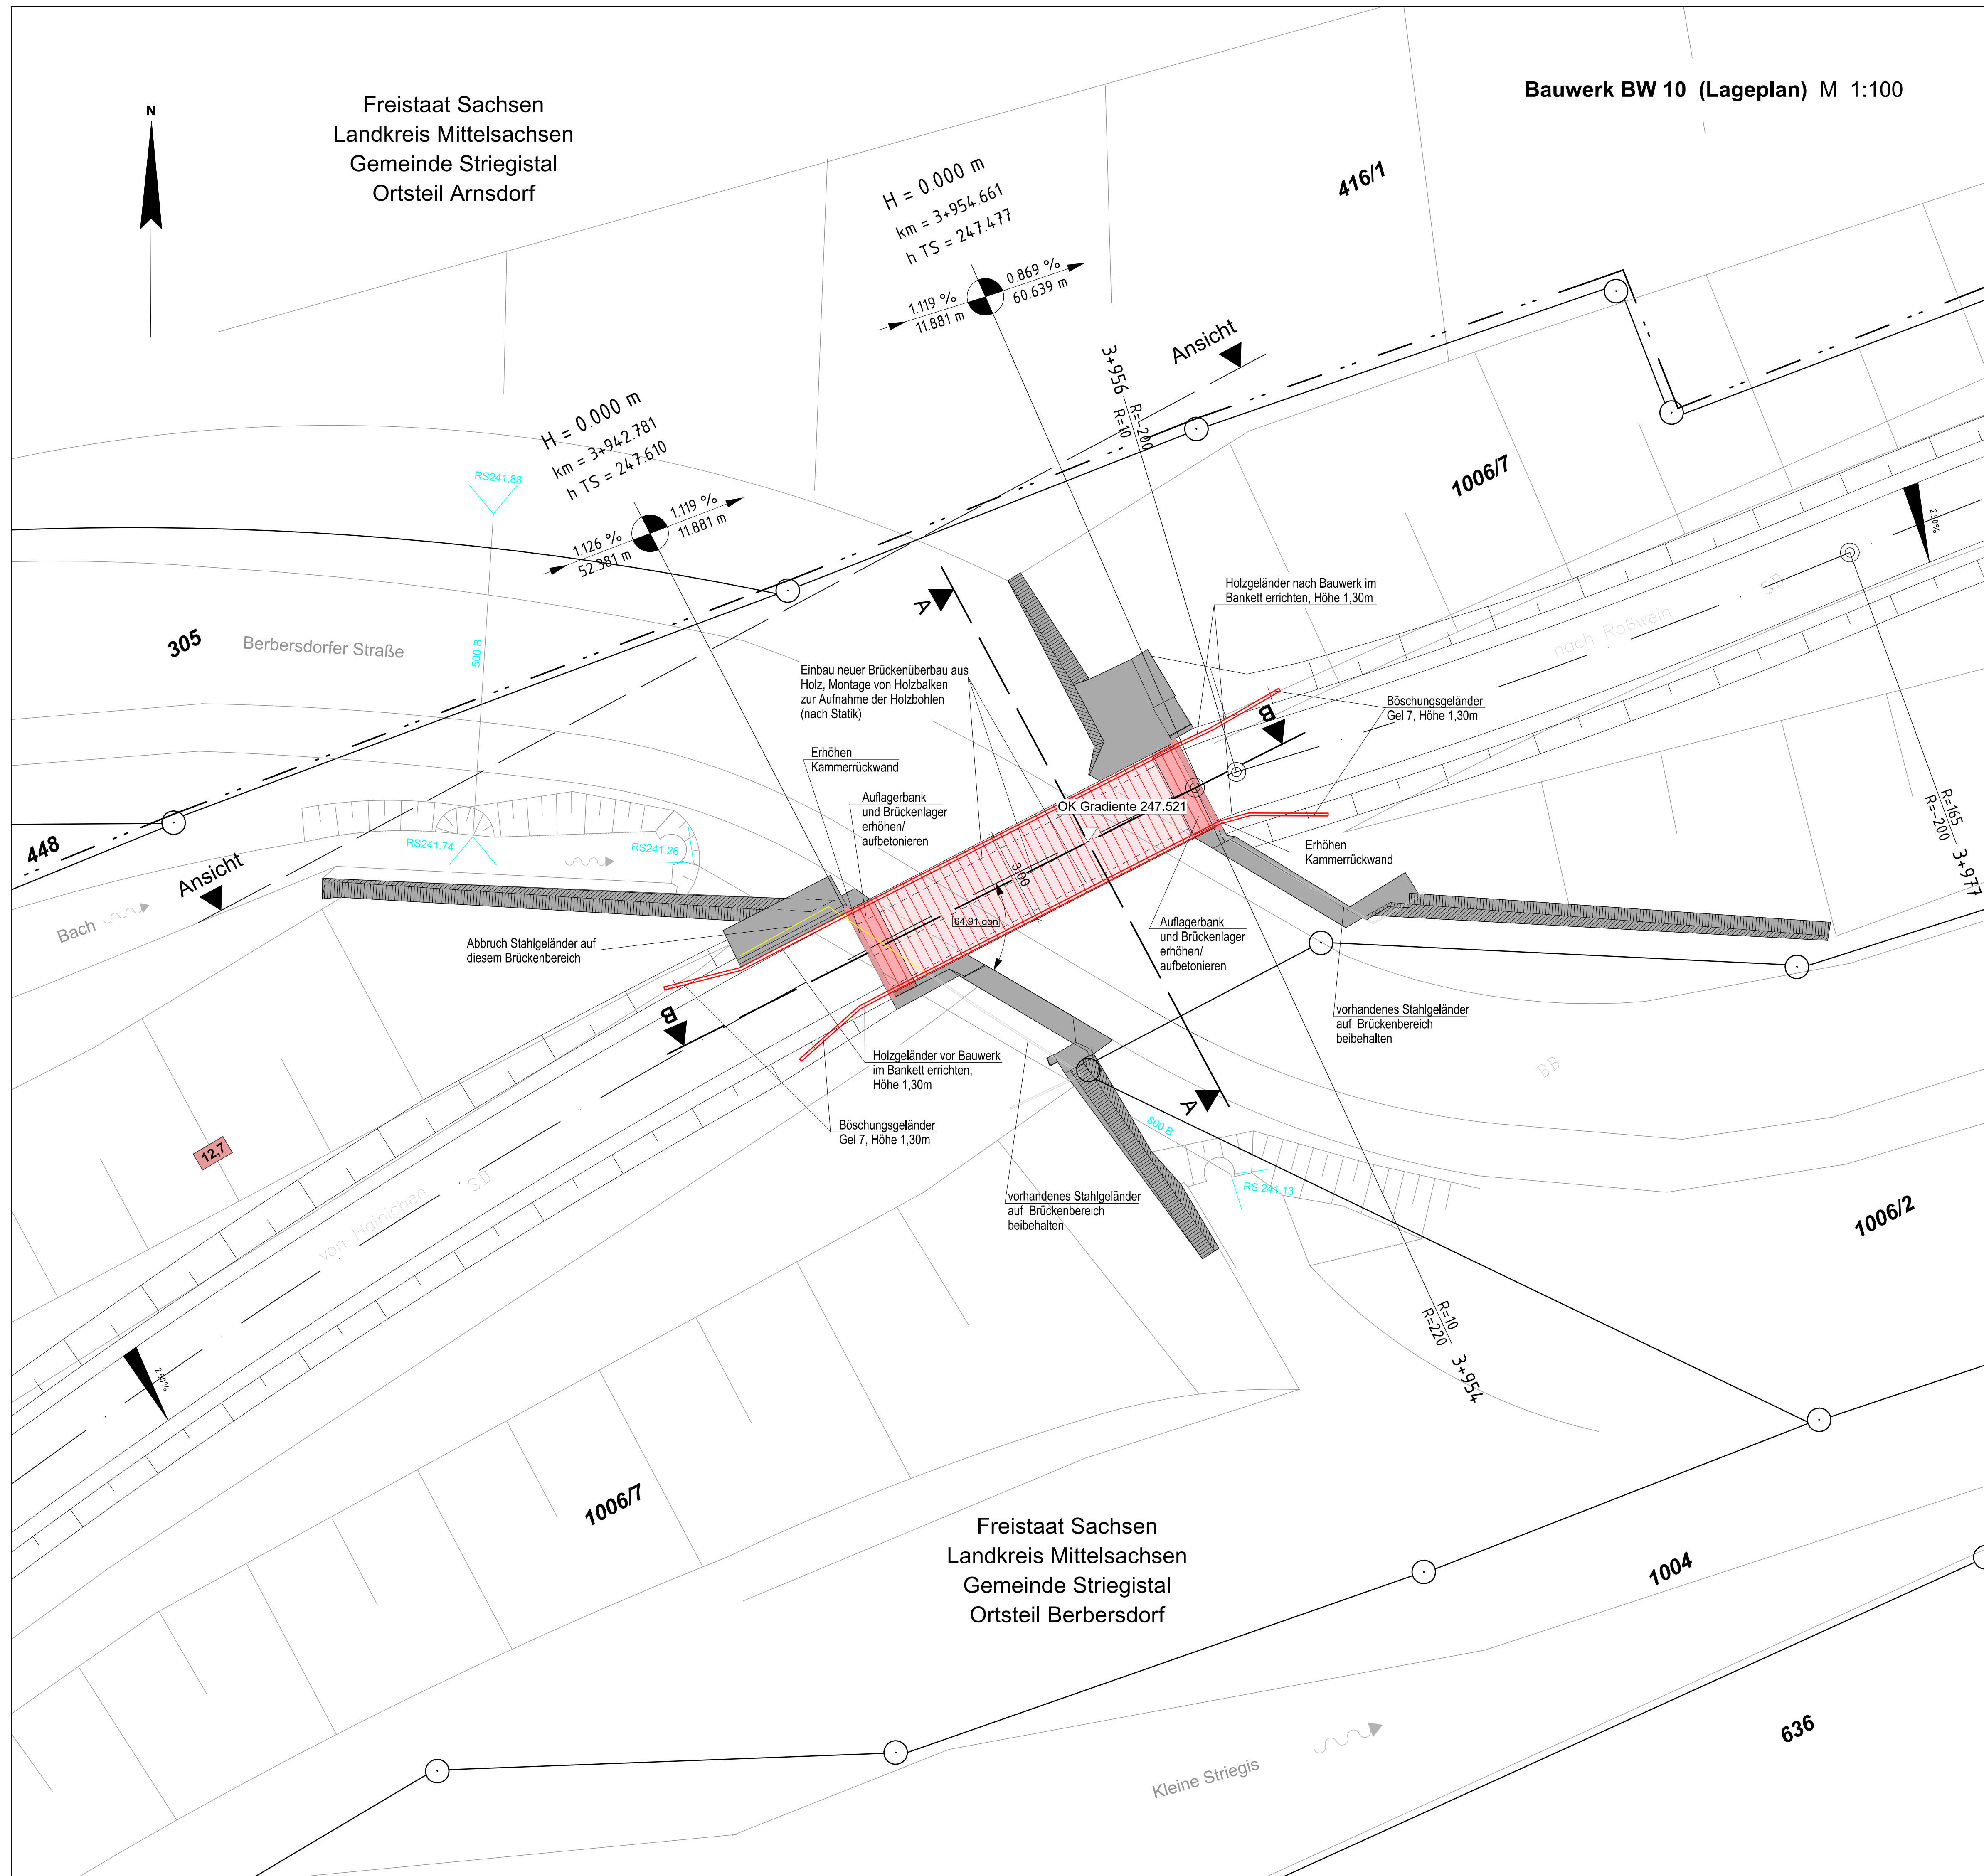 Bauwerk BW 10 (Lageplan) M 1:100
N
Freistaat Sachsen
Landkreis Mittelsachsen
Gemeinde Striegistal
Ortsteil Arnsdorf
H = 0.000 m
km = 3+954.661
h TS = 247.477
1.119 %
11.881 m
0.869 %
60.639 m
416/1
Ansicht
3+956
R=-200
R=10
H = 0.000 m
km = 3+942.781
h TS = 247.610
1.126 %
52.381 m
1.119 %
11.881 m
RS241.88
500 B
1006/7
2.50%
305
Berbersdorfer Straße
A
Holzgeländer nach Bauwerk im
Bankett errichten, Höhe 1,30m
nach Roßwein
SD
Einbau neuer Brückenüberbau aus
Holz, Montage von Holzbalken
zur Aufnahme der Holzbohlen
(nach Statik)
Böschungsgeländer
Gel 7, Höhe 1,30m
B
Erhöhen
Kammerrückwand
Auflagerbank
und Brückenlager
erhöhen/
aufbetonieren
OK Gradiente 247.521
3,00
64,91 gon
Erhöhen
Kammerrückwand
R=165
R=-200
3+977
448
Ansicht
RS241.74
RS241.26
Bach
Abbruch Stahlgeländer auf
diesem Brückenbereich
Auflagerbank
und Brückenlager
erhöhen/
aufbetonieren
B
vorhandenes Stahlgeländer
auf Brückenbereich
beibehalten
BB
Holzgeländer vor Bauwerk
im Bankett errichten,
Höhe 1,30m
A
Böschungsgeländer
Gel 7, Höhe 1,30m
800 B
RS 241.13
12,7
von Hainichen
SD
vorhandenes Stahlgeländer
auf Brückenbereich
beibehalten
1006/2
R=10
R=220
3+954
2.50%
1006/7
Freistaat Sachsen
Landkreis Mittelsachsen
Gemeinde Striegistal
Ortsteil Berbersdorf
1004
636
Kleine Striegis